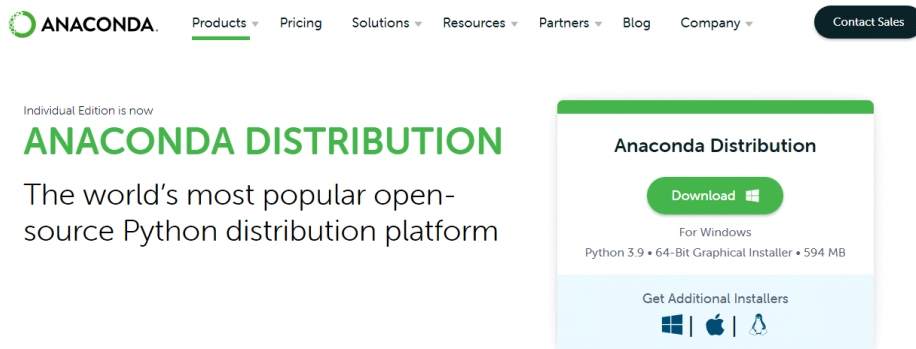 ANACONDA.
Products
Pricing
Solutions
Resources
Partners
Blog
Company
Contact Sales
Individual Edition is now
ANACONDA DISTRIBUTION
The world's most popular open-
source Python distribution platform
Anaconda Distribution
Download
For Windows
Python 3.9 • 64-Bit Graphical Installer • 594 MB
Get Additional Installers
| |